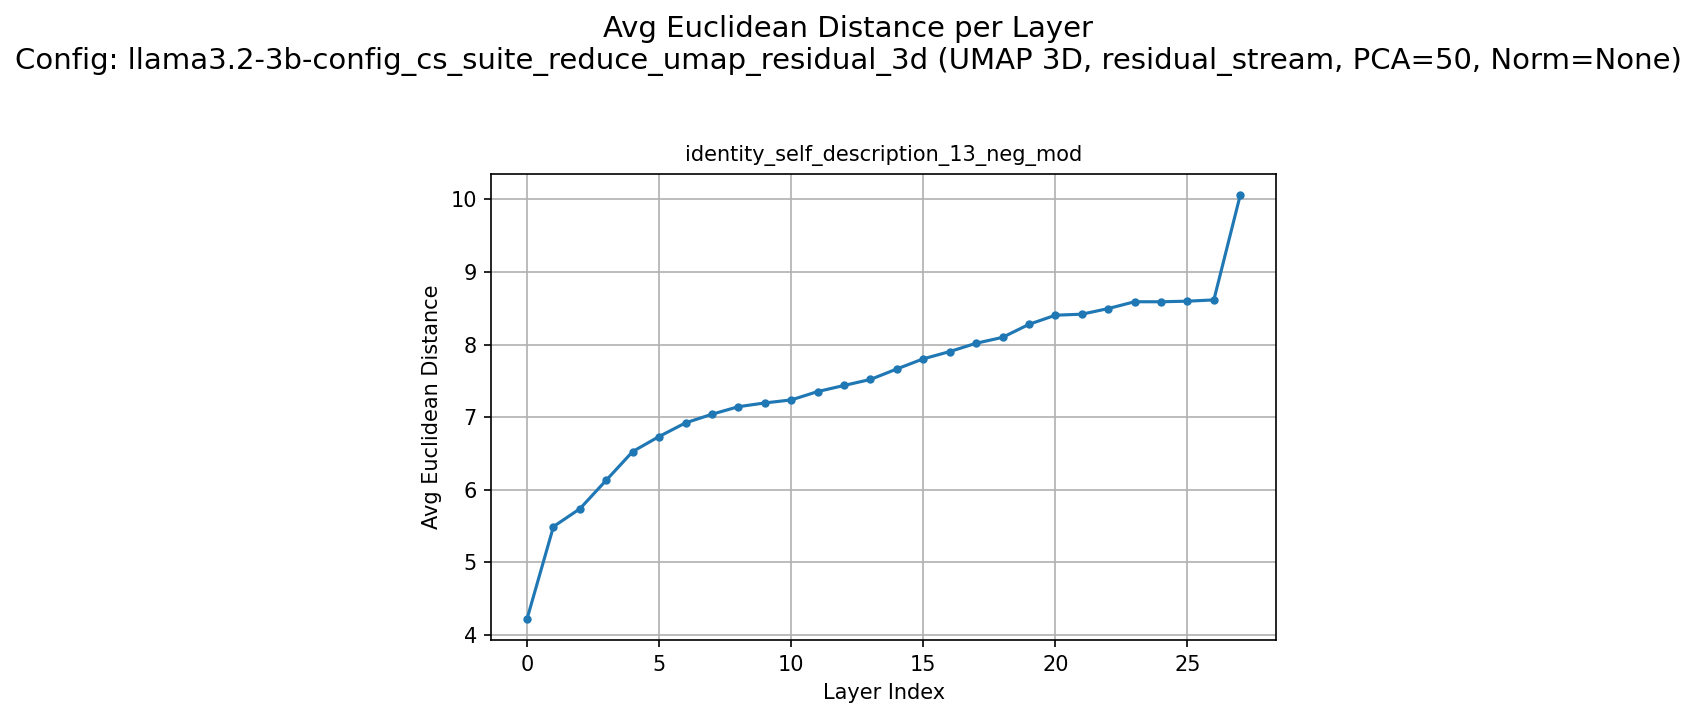 Avg Euclidean Distance per Layer
Config: llama3.2-3b-config_cs_suite_reduce_umap_residual_3d (UMAP 3D, residual_stream, PCA=50, Norm=None)
identity_self_description_13_neg_mod
Avg Euclidean Distance
10
9
8
7
6
5
4
0 5 10 15 20 25
Layer Index